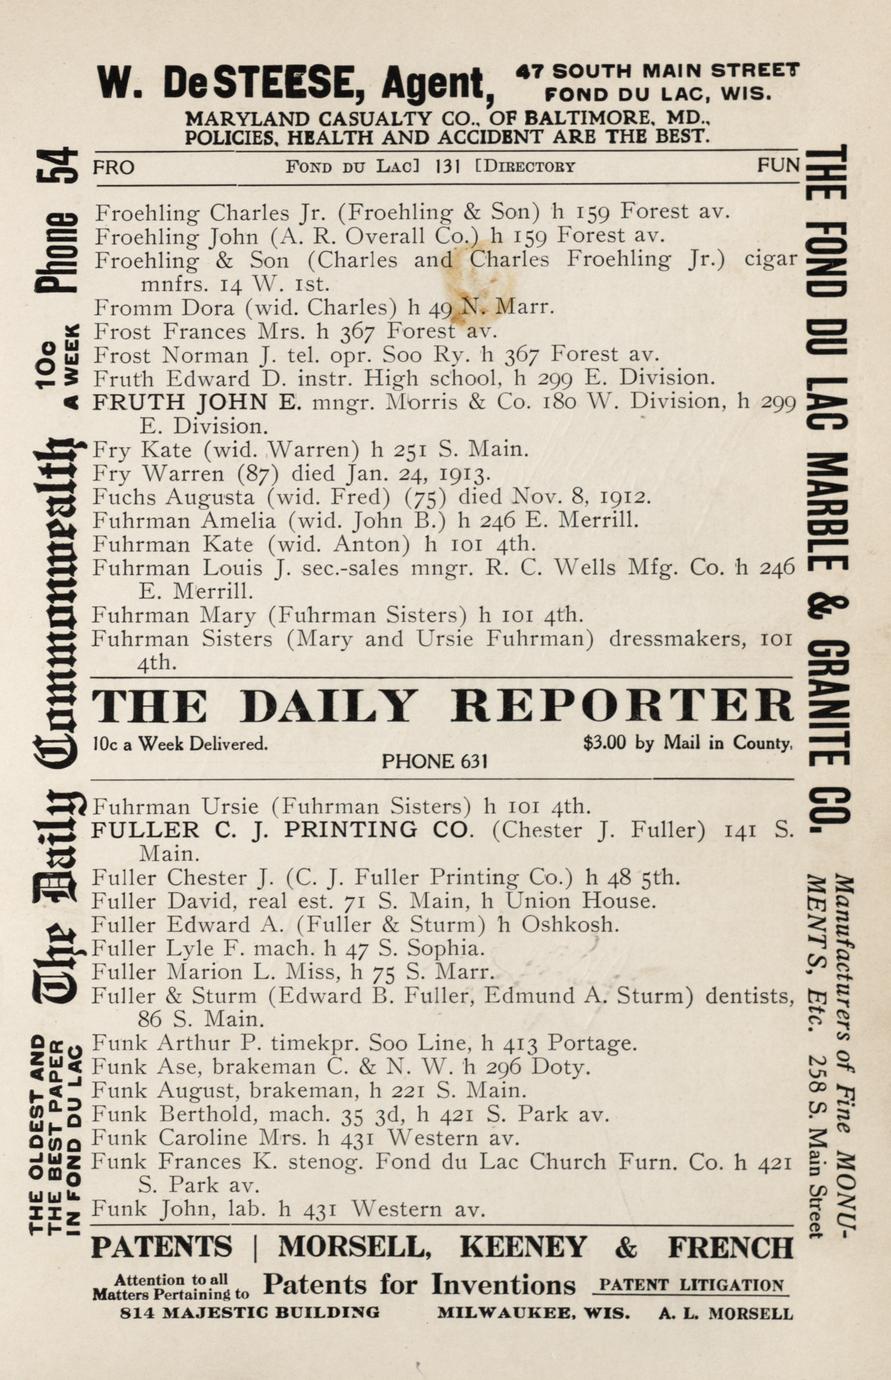 W. DeSTEESE, Agent, 47 SOUTH MAIN STREET
FOND DU LAC, WIS.
MARYLAND CASUALTY CO., OF BALTIMORE, MD.,
POLICIES, HEALTH AND ACCIDENT ARE THE BEST.
FRO FOND DU LAC] 131 [DIRECTORY FUN
Froehling Charles Jr. (Froehling & Son) h 159 Forest av.
Froehling John (A. R. Overall Co.) h 159 Forest av.
Froehling & Son (Charles and Charles Froehling Jr.) cigar
mnfrs. 14 W. 1st.
Fromm Dora (wid. Charles) h 49 N. Marr.
Frost Frances Mrs. h 367 Forest av.
Frost Norman J. tel. opr. Soo Ry. h 367 Forest av.
Fruth Edward D. instr. High school, h 299 E. Division.
FRUTH JOHN E. mngr. Morris & Co. 180 W. Division, h 299
E. Division.
Fry Kate (wid. Warren) h 251 S. Main.
Fry Warren (87) died Jan. 24, 1913.
Fuchs Augusta (wid. Fred) (75) died Nov. 8, 1912.
Fuhrman Amelia (wid. John B.) h 246 E. Merrill.
Fuhrman Kate (wid. Anton) h 101 4th.
Fuhrman Louis J. sec.-sales mngr. R. C. Wells Mfg. Co. h 246
E. Merrill.
Fuhrman Mary (Fuhrman Sisters) h 101 4th.
Fuhrman Sisters (Mary and Ursie Fuhrman) dressmakers, 101
4th.
THE DAILY REPORTER
10c a Week Delivered. $3.00 by Mail in County,
PHONE 631
Fuhrman Ursie (Fuhrman Sisters) h 101 4th.
FULLER C. J. PRINTING CO. (Chester J. Fuller) 141 S.
Main.
Fuller Chester J. (C. J. Fuller Printing Co.) h 48 5th.
Fuller David, real est. 71 S. Main, h Union House.
Fuller Edward A. (Fuller & Sturm) h Oshkosh.
Fuller Lyle F. mach. h 47 S. Sophia.
Fuller Marion L. Miss, h 75 S. Marr.
Fuller & Sturm (Edward B. Fuller, Edmund A. Sturm) dentists,
86 S. Main.
Funk Arthur P. timekpr. Soo Line, h 413 Portage.
Funk Ase, brakeman C. & N. W. h 296 Doty.
Funk August, brakeman, h 221 S. Main.
Funk Berthold, mach. 35 3d, h 421 S. Park av.
Funk Caroline Mrs. h 431 Western av.
Funk Frances K. stenog. Fond du Lac Church Furn. Co. h 421
S. Park av.
Funk John, lab. h 431 Western av.
PATENTS | MORSELL, KEENEY & FRENCH
Attention to all
Matters Pertaining to Patents for Inventions PATENT LITIGATION
814 MAJESTIC BUILDING MILWAUKEE, WIS. A. L. MORSELL
THE OLDEST AND
THE BEST PAPER
IN FOND DU LAC
The Daily Commonwealth
10c
A WEEK
Phone 54
THE FOND DU LAC MARBLE & GRANITE CO.
Manufacturers of Fine MONU-
MENTS, Etc. 258 S. Main Street